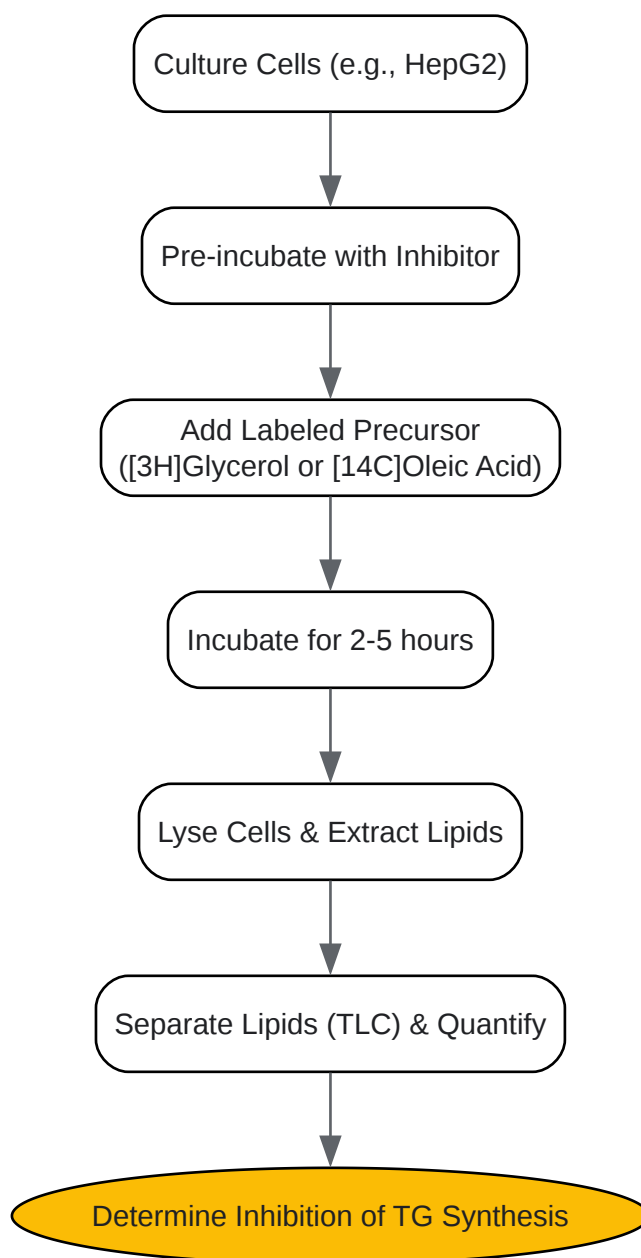 Culture Cells (e.g., HepG2)
Pre-incubate with Inhibitor
Add Labeled Precursor
([3H]Glycerol or [14C]Oleic Acid)
Incubate for 2-5 hours
Lyse Cells & Extract Lipids
Separate Lipids (TLC) & Quantify
Determine Inhibition of TG Synthesis